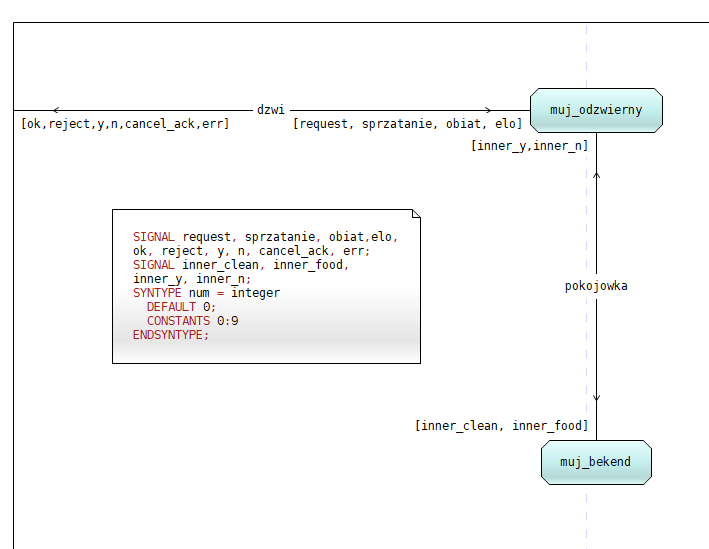 dzwi
muj_odzwierny
[ok,reject,y,n,cancel_ack,err]
[request, sprzatanie, obiat, elo]
[inner_y,inner_n]
SIGNAL request, sprzatanie, obiat,elo,
ok, reject, y, n, cancel_ack, err;
SIGNAL inner_clean, inner_food,
inner_y, inner_n;
SYNTYPE num = integer
DEFAULT 0;
CONSTANTS 0:9
ENDSYNTYPE;
pokojowka
[inner_clean, inner_food]
muj_bekend